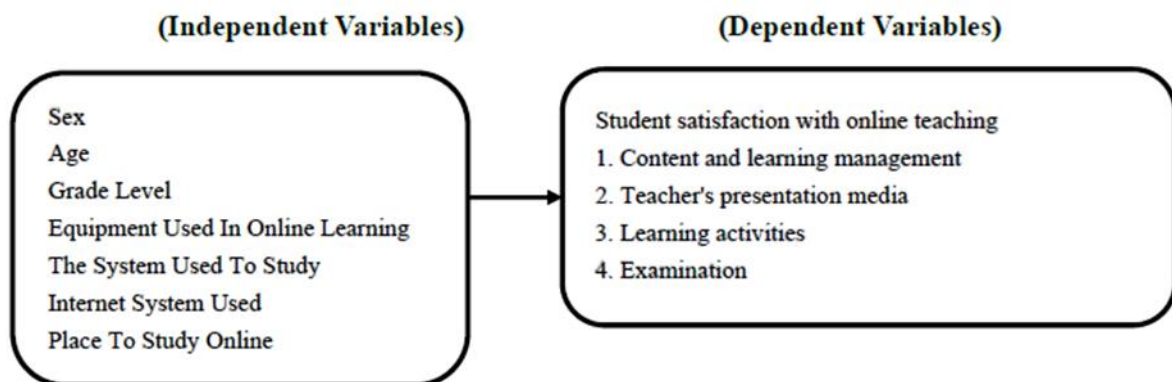 (Independent Variables)
Sex
Age
Grade Level
Equipment Used In Online Learning
The System Used To Study
Internet System Used
Place To Study Online
(Dependent Variables)
Student satisfaction with online teaching
1. Content and learning management
2. Teacher's presentation media
3. Learning activities
4. Examination